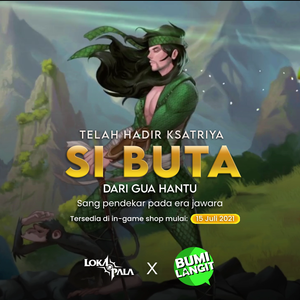 TELAH HADIR KSATRIYA
SI BUTA
DARI GUA HANTU
Sang pendekar pada era jawara
Tersedia di in-game shop mulai: 15 Juli 2021
LOKAPALA X BUMI LANGIT